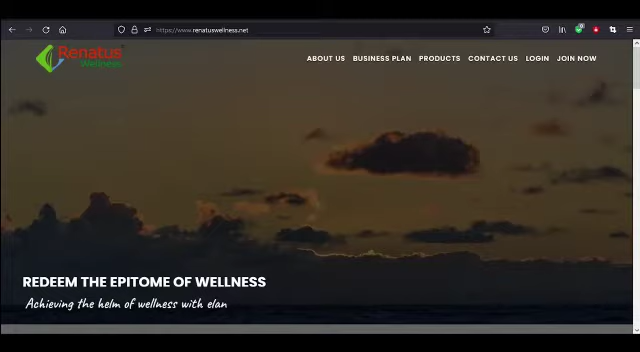 https://www.renatuswellness.net
Renatus
Wellness
ABOUT US BUSINESS PLAN PRODUCTS CONTACT US LOGIN JOIN NOW
REDEEM THE EPITOME OF WELLNESS
Achieving the helm of wellness with elan